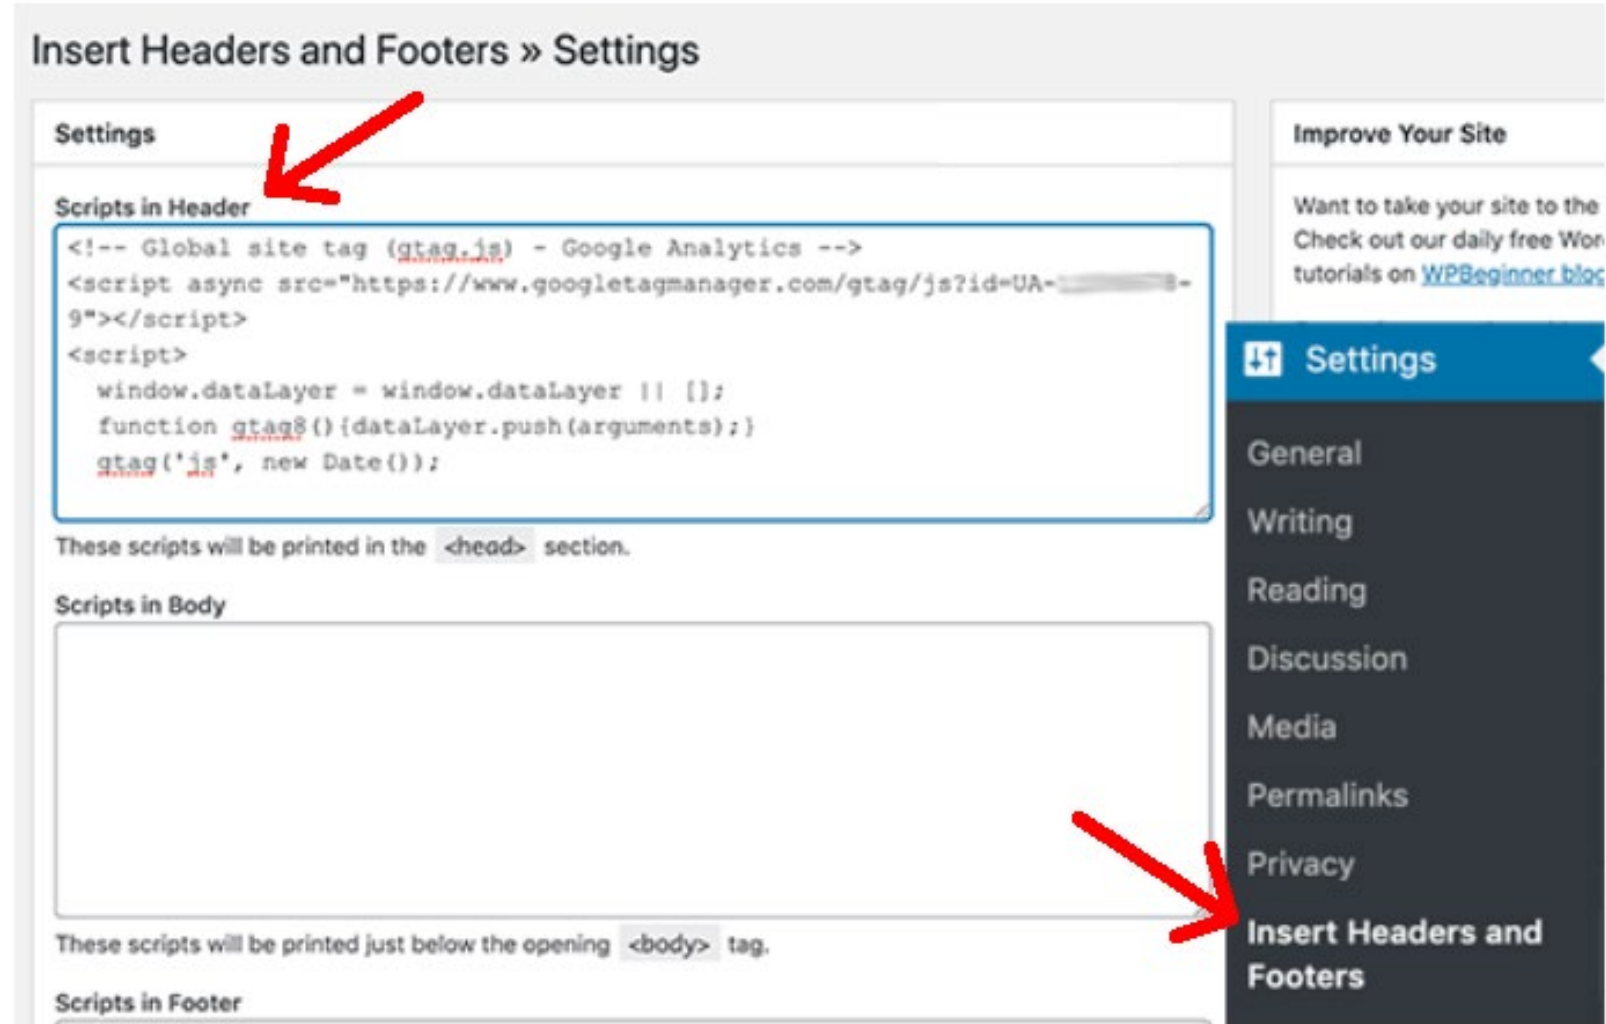 Insert Headers and Footers » Settings
Settings
Scripts in Header
<!-- Global site tag (gtag.js) - Google Analytics -->
<script async src="https://www.googletagmanager.com/gtag/js?id=UA-8-
9"></script>
<script>
window.dataLayer = window.dataLayer || [];
function gtag8(){dataLayer.push(arguments);}
gtag('js', new Date());
These scripts will be printed in the <head> section.
Scripts in Body
These scripts will be printed just below the opening <body> tag.
Scripts in Footer
Improve Your Site
Want to take your site to the
Check out our daily free Wor
tutorials on WPBeginner bloc
Settings
General
Writing
Reading
Discussion
Media
Permalinks
Privacy
Insert Headers and
Footers